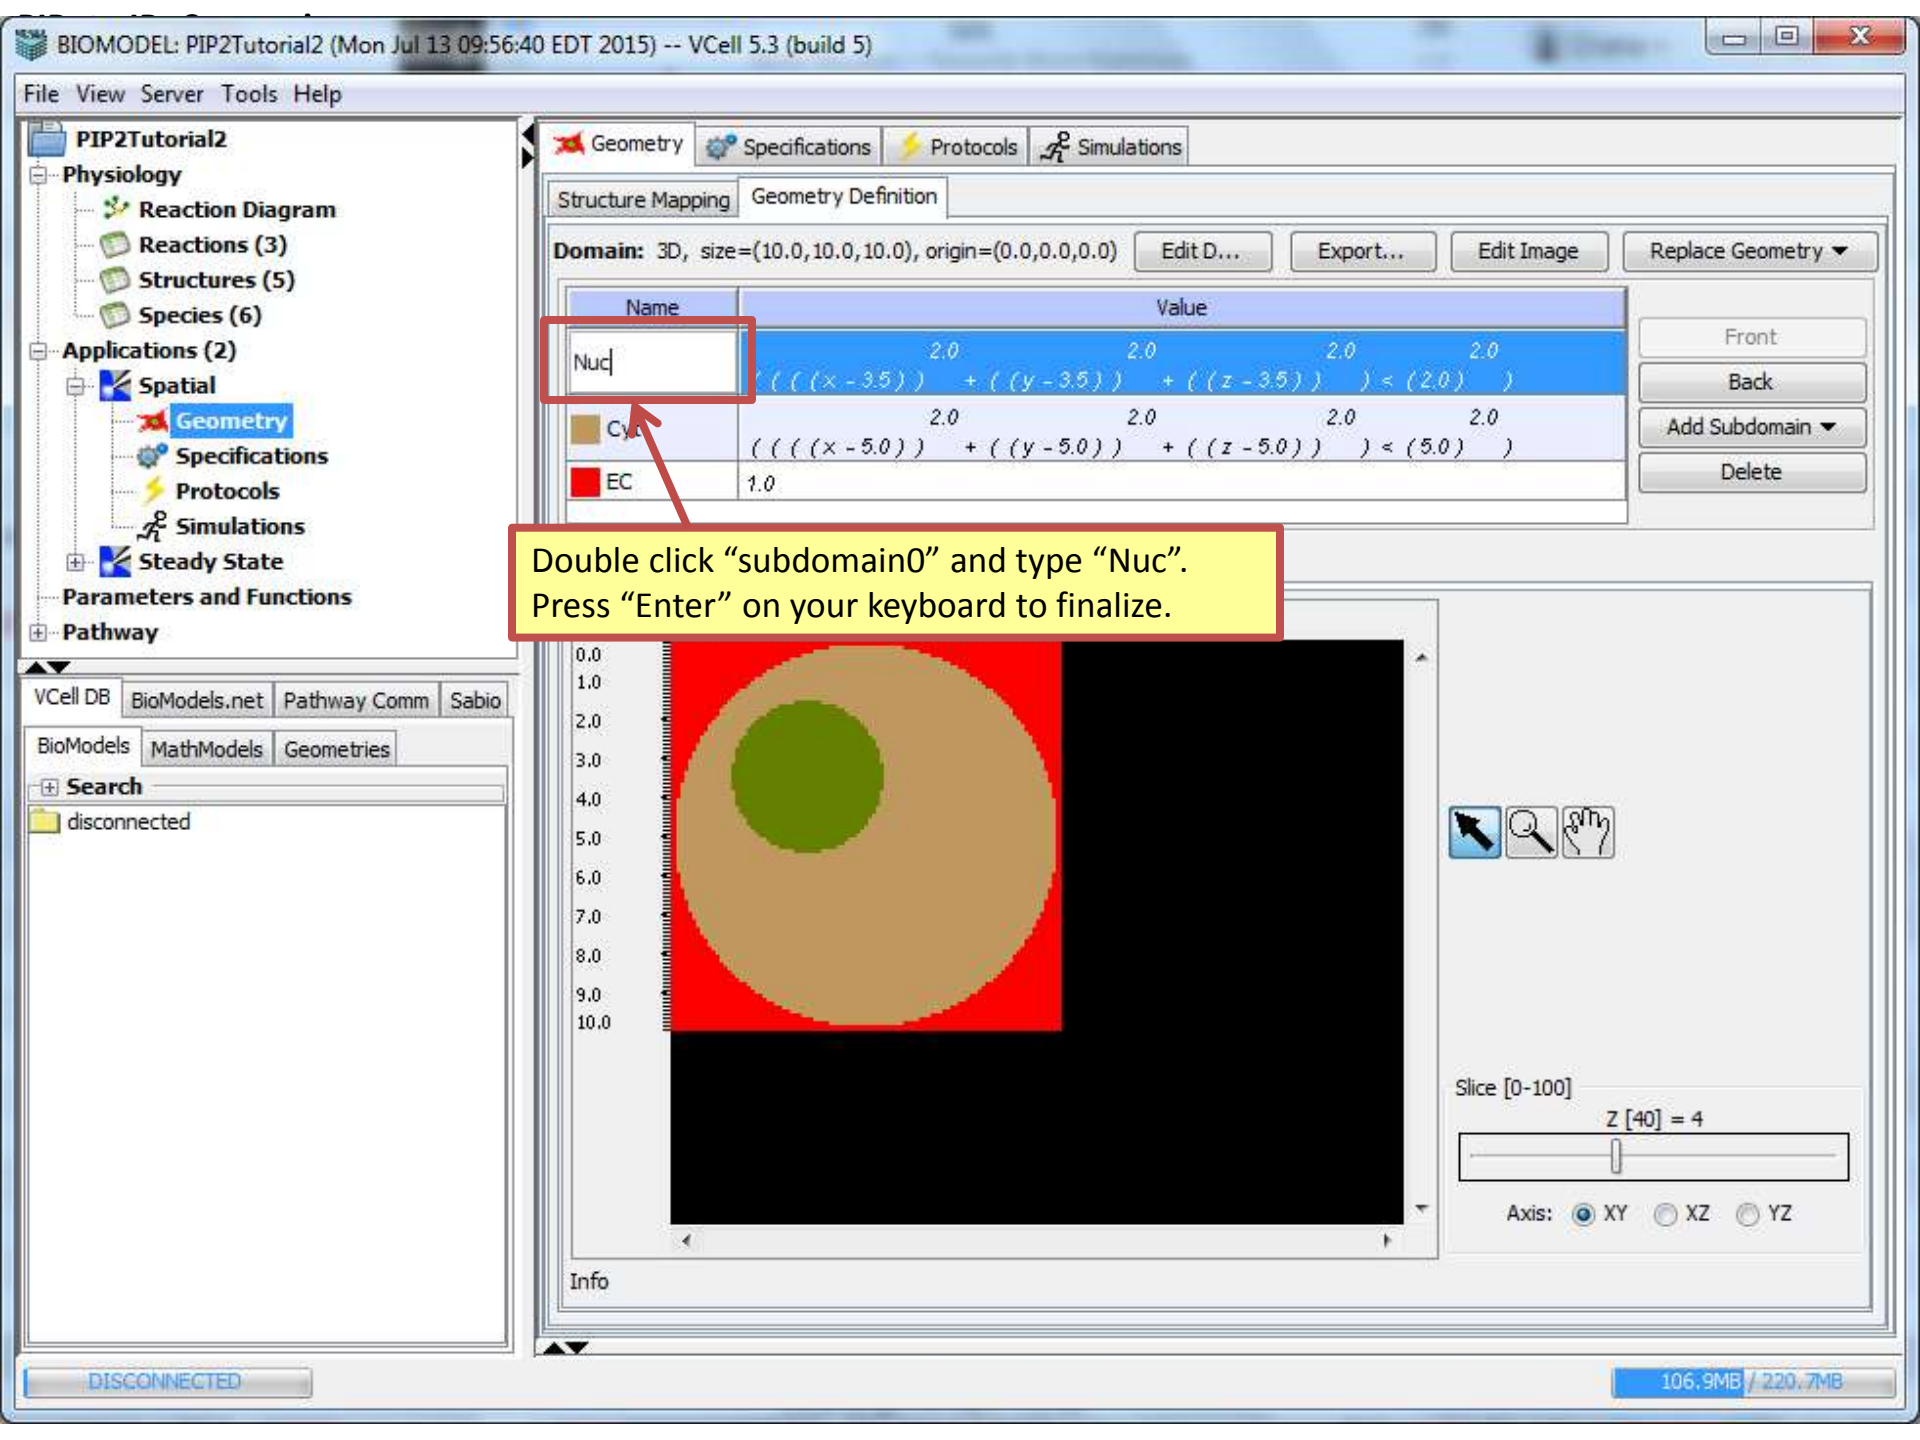 BIOMODEL: PIP2Tutorial2 (Mon Jul 13 09:56:40 EDT 2015) -- VCell 5.3 (build 5)
File View Server Tools Help
PIP2Tutorial2
Physiology
Reaction Diagram
Reactions (3)
Structures (5)
Species (6)
Applications (2)
Spatial
Geometry
Specifications
Protocols
Simulations
Steady State
Parameters and Functions
Pathway
VCell DB BioModels.net Pathway Comm Sabio
BioModels MathModels Geometries
Search
disconnected
Geometry Specifications Protocols Simulations
Structure Mapping Geometry Definition
Domain: 3D, size=(10.0,10.0,10.0), origin=(0.0,0.0,0.0) Edit D... Export... Edit Image Replace Geometry
Name Value
Nuc
2.0 2.0 2.0 2.0
( ( ( (x - 3.5) ) + ( (y - 3.5) ) + ( ( z - 3.5) ) ) < (2.0) )
2.0 2.0 2.0 2.0
( ( ( (x - 5.0) ) + ( (y - 5.0) ) + ( ( z - 5.0) ) ) < (5.0) )
EC 1.0
Front
Back
Add Subdomain
Delete
Double click “subdomain0” and type “Nuc”.
Press “Enter” on your keyboard to finalize.
0.0
1.0
2.0
3.0
4.0
5.0
6.0
7.0
8.0
9.0
10.0
Slice [0-100]
Z [40] = 4
Axis: XY XZ YZ
Info
DISCONNECTED
106.9MB / 220.7MB